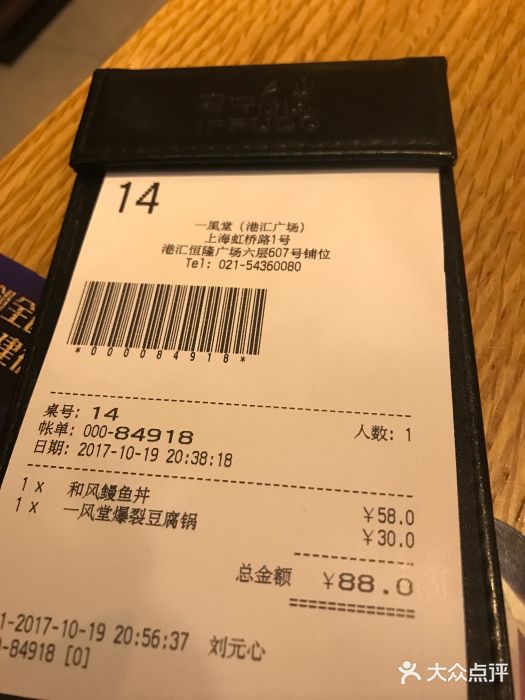 IPPUDO
14
一風堂（港汇广场）
上海虹桥路1号
港汇恒隆广场六层607号铺位
Tel: 021-54360080
*000084918*
桌号: 14 人数: 1
帐单: 000-84918
日期: 2017-10-19 20:38:18
1 x 和风鳗鱼丼 ￥58.0
1 x 一风堂爆裂豆腐锅 ￥30.0
总金额 ￥88.0
1-2017-10-19 20:56:37 刘元心
0-84918 [0]
大众点评